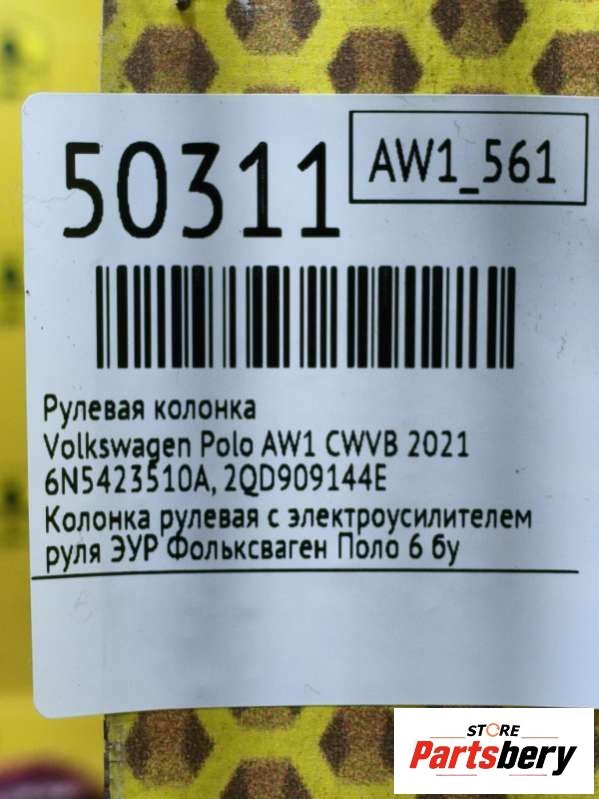 50311
AW1_561
Рулевая колонка
Volkswagen Polo AW1 CWVB 2021
6N5423510A, 2QD909144E
Колонка рулевая с электроусилителем
руля ЭУР Фольксваген Поло 6 бу
STORE
Partsbery